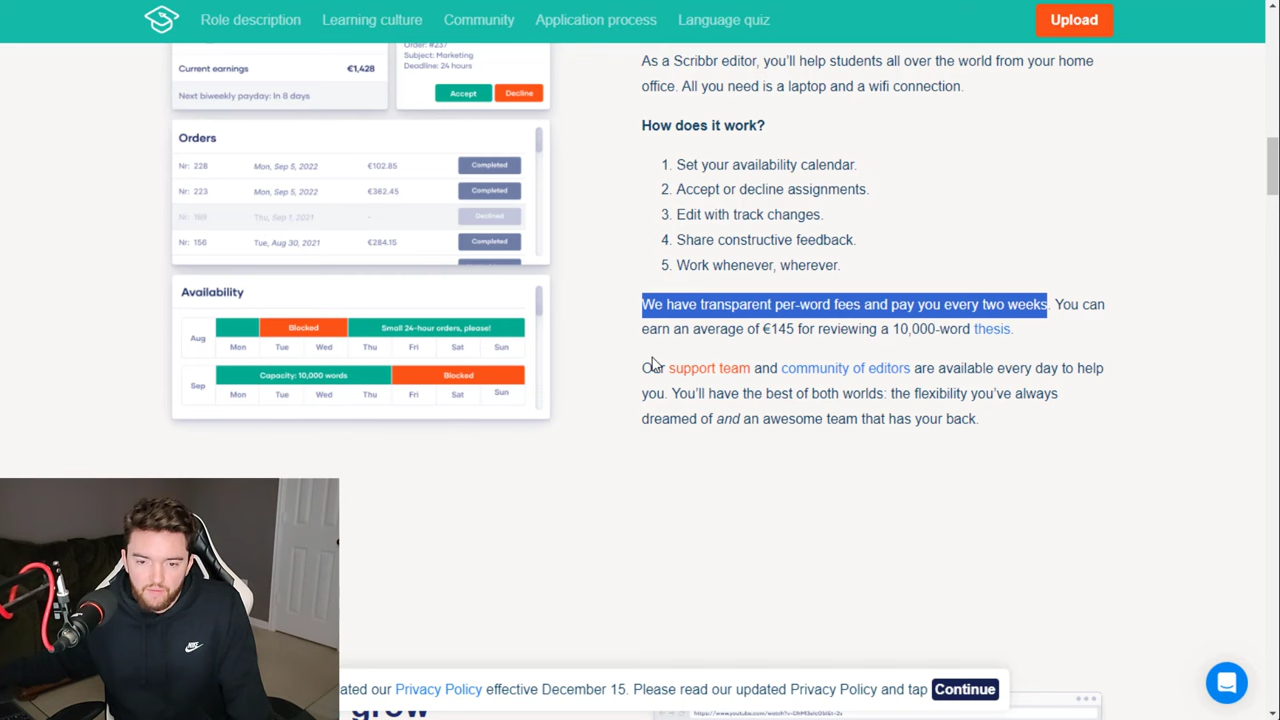 Role description
Learning culture
Community
Application process
Language quiz
Upload
Order: #237
Subject: Marketing
Deadline: 24 hours
Current earnings
€1,428
Next biweekly payday: In 8 days
Accept
Decline
Orders
Nr: 228 Mon, Sep 5, 2022 €102.85 Completed
Nr: 223 Mon, Sep 5, 2022 €362.45 Completed
Nr: 169 Thu, Sep 1, 2021 - Declined
Nr: 156 Tue, Aug 30, 2021 €284.15 Completed
Availability
Aug
Blocked
Small 24-hour orders, please!
Mon Tue Wed Thu Fri Sat Sun
Sep
Capacity: 10,000 words
Blocked
Mon Tue Wed Thu Fri Sat Sun
As a Scribbr editor, you’ll help students all over the world from your home
office. All you need is a laptop and a wifi connection.
How does it work?
1. Set your availability calendar.
2. Accept or decline assignments.
3. Edit with track changes.
4. Share constructive feedback.
5. Work whenever, wherever.
We have transparent per-word fees and pay you every two weeks. You can
earn an average of €145 for reviewing a 10,000-word thesis.
Our support team and community of editors are available every day to help
you. You’ll have the best of both worlds: the flexibility you’ve always
dreamed of and an awesome team that has your back.
ated our Privacy Policy effective December 15. Please read our updated Privacy Policy and tap Continue
grow